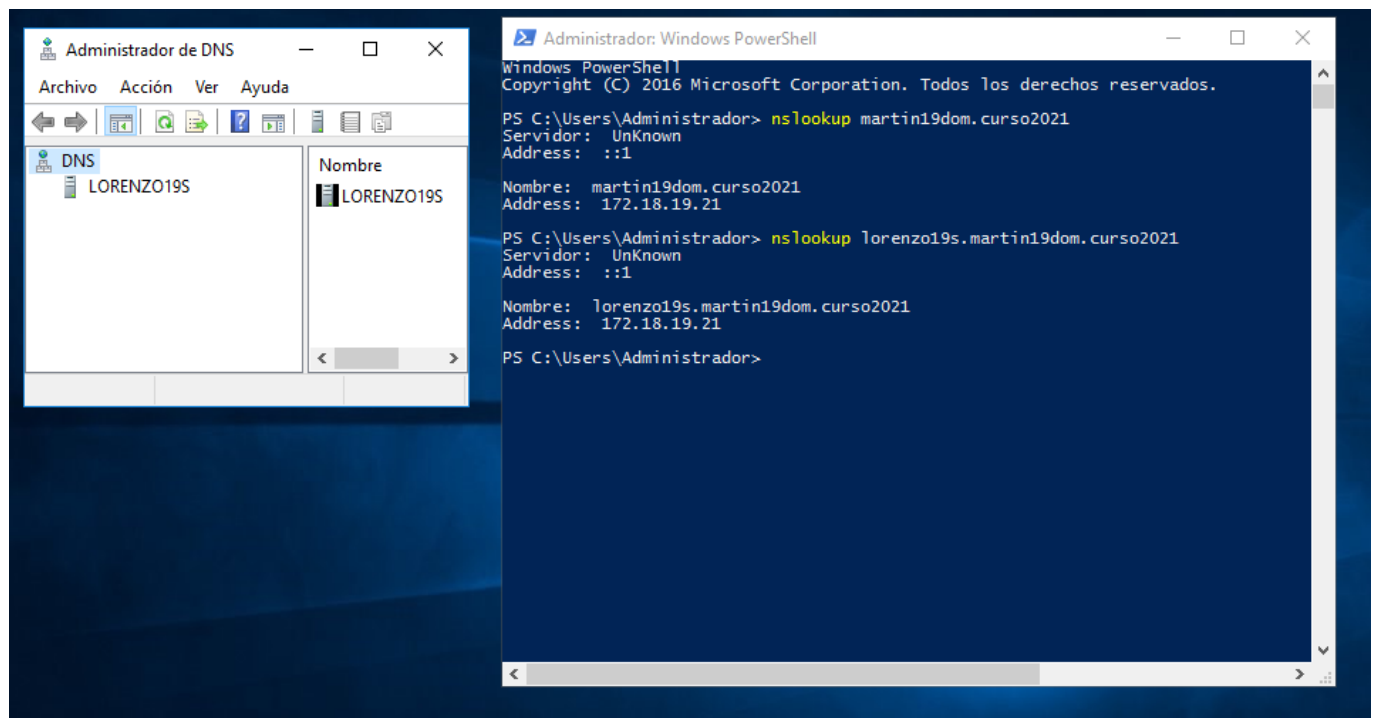 Administrador de DNS
Archivo Acción Ver Ayuda
DNS
LORENZO19S
Nombre
LORENZO19S
Administrador: Windows PowerShell
Windows PowerShell
Copyright (C) 2016 Microsoft Corporation. Todos los derechos reservados.
PS C:\Users\Administrador> nslookup martin19dom.curso2021
Servidor:  UnKnown
Address:  ::1
Nombre:  martin19dom.curso2021
Address:  172.18.19.21
PS C:\Users\Administrador> nslookup lorenzo19s.martin19dom.curso2021
Servidor:  UnKnown
Address:  ::1
Nombre:  lorenzo19s.martin19dom.curso2021
Address:  172.18.19.21
PS C:\Users\Administrador>